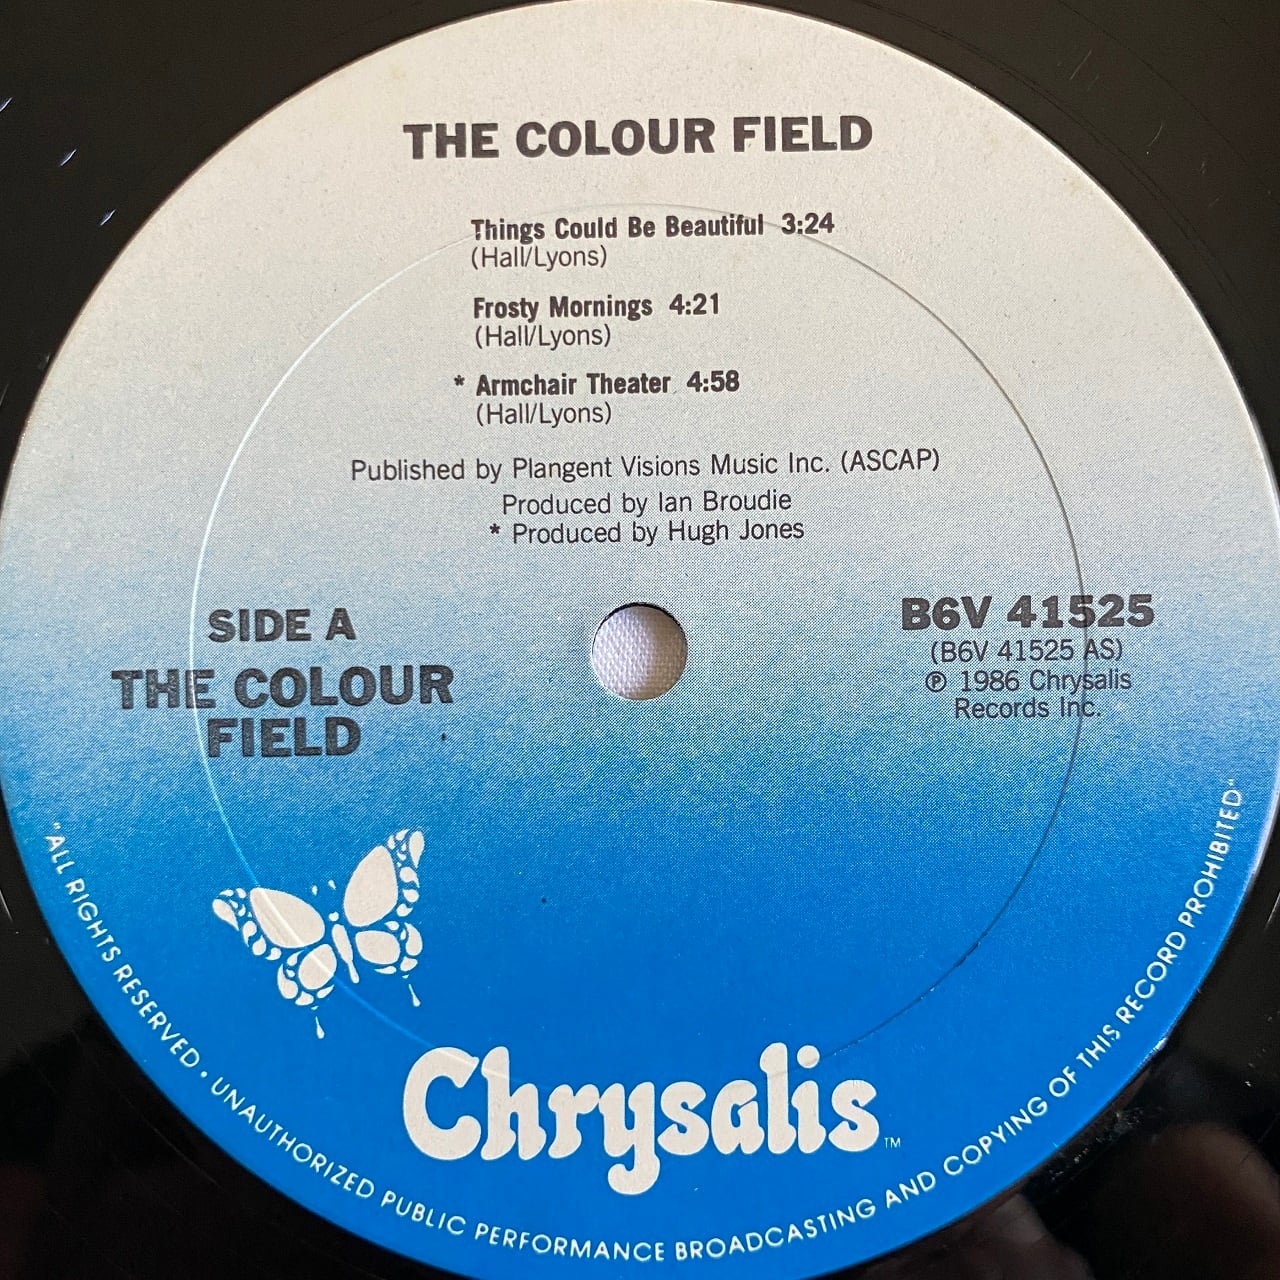 THE COLOUR FIELD
Things Could Be Beautiful 3:24
(Hall/Lyons)
Frosty Mornings 4:21
(Hall/Lyons)
* Armchair Theater 4:58
(Hall/Lyons)
Published by Plangent Visions Music Inc. (ASCAP)
Produced by Ian Broudie
* Produced by Hugh Jones
SIDE A
THE COLOUR
FIELD
B6V 41525
(B6V 41525 AS)
℗ 1986 Chrysalis
Records Inc.
Chrysalis™
"ALL RIGHTS RESERVED • UNAUTHORIZED PUBLIC PERFORMANCE BROADCASTING AND COPYING OF THIS RECORD PROHIBITED"